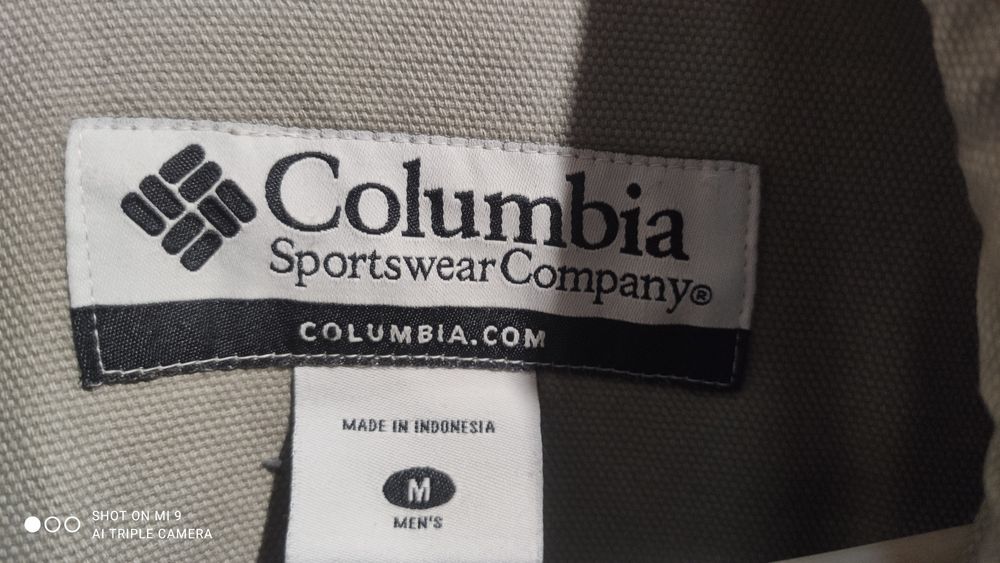 Columbia
Sportswear Company®
COLUMBIA.COM
MADE IN INDONESIA
M
MEN'S
SHOT ON MI 9
AI TRIPLE CAMERA